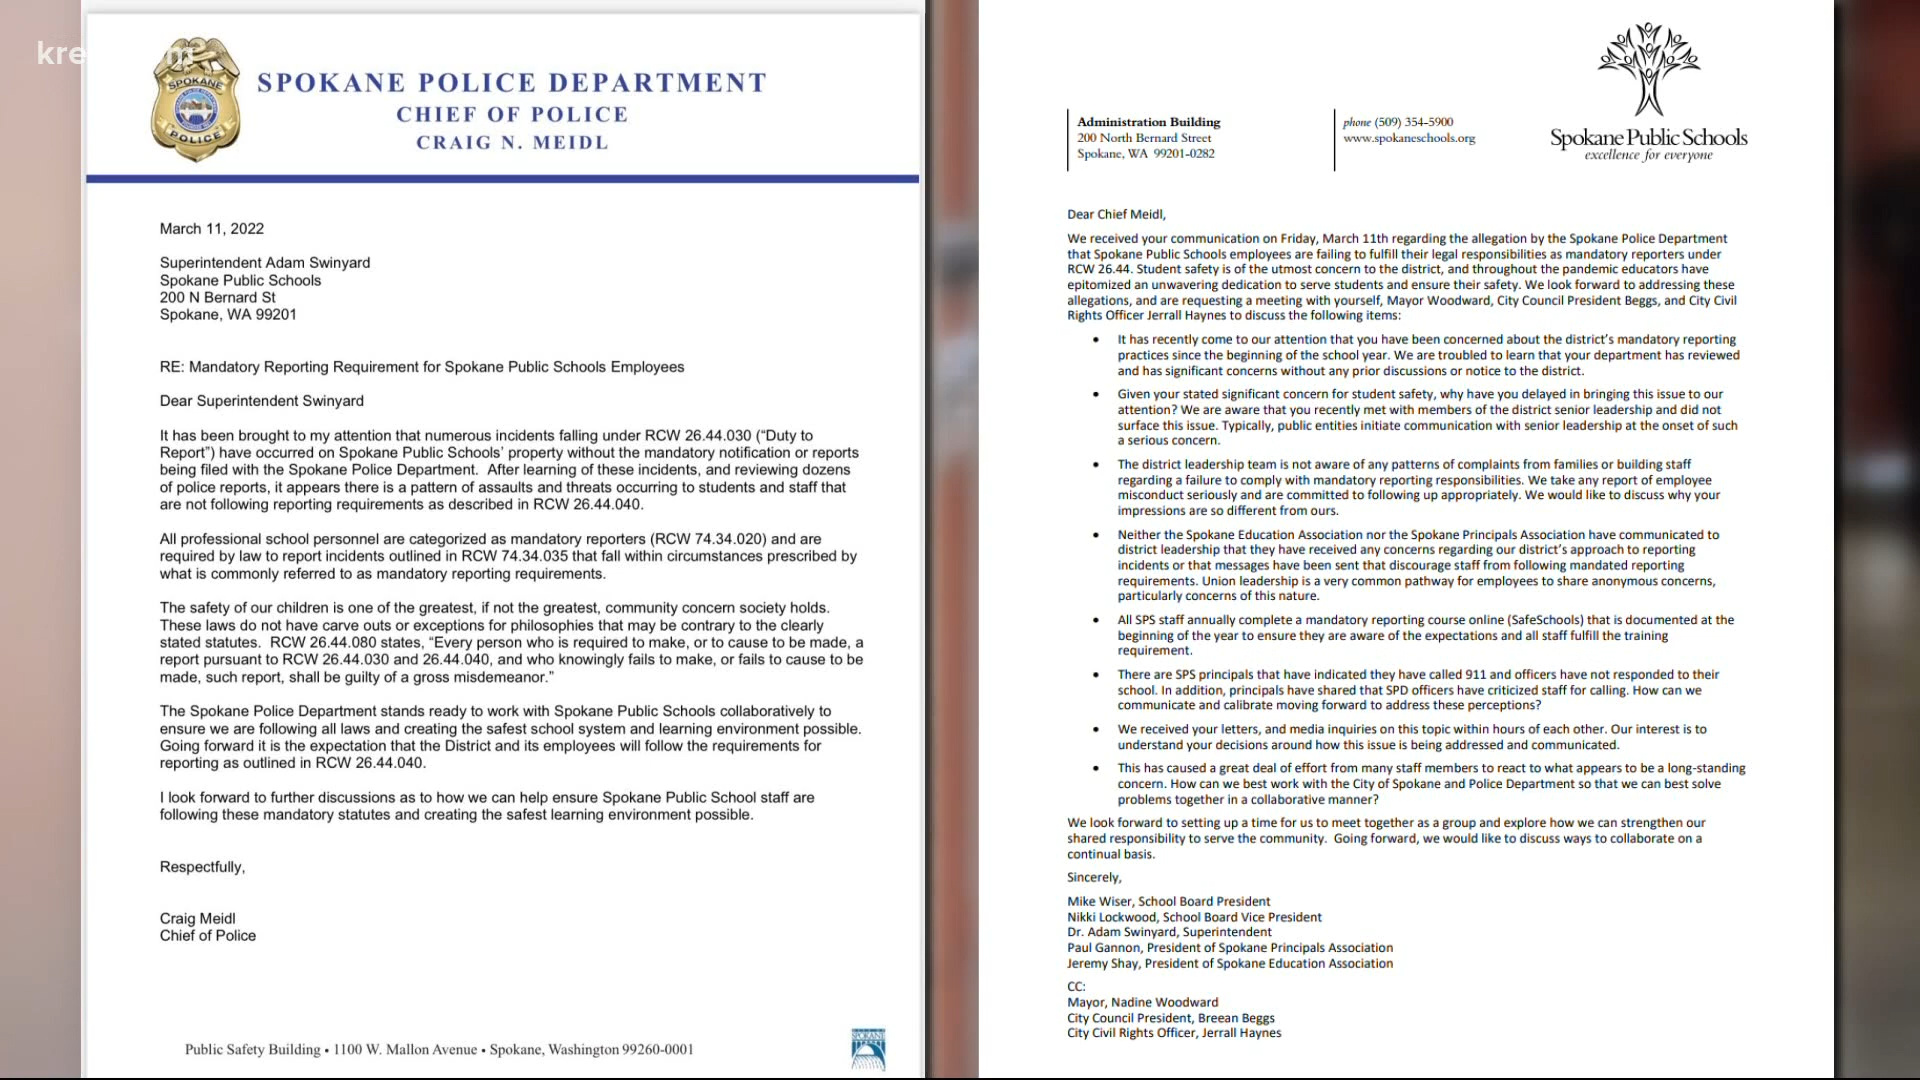 SPOKANE
POLICE
SPOKANE POLICE DEPARTMENT
CHIEF OF POLICE
CRAIG N. MEIDL
March 11, 2022
Superintendent Adam Swinyard
Spokane Public Schools
200 N Bernard St
Spokane, WA 99201
RE: Mandatory Reporting Requirement for Spokane Public Schools Employees
Dear Superintendent Swinyard
It has been brought to my attention that numerous incidents falling under RCW 26.44.030 (“Duty to
Report”) have occurred on Spokane Public Schools’ property without the mandatory notification or reports
being filed with the Spokane Police Department.  After learning of these incidents, and reviewing dozens
of police reports, it appears there is a pattern of assaults and threats occurring to students and staff that
are not following reporting requirements as described in RCW 26.44.040.
All professional school personnel are categorized as mandatory reporters (RCW 74.34.020) and are
required by law to report incidents outlined in RCW 74.34.035 that fall within circumstances prescribed by
what is commonly referred to as mandatory reporting requirements.
The safety of our children is one of the greatest, if not the greatest, community concern society holds.
These laws do not have carve outs or exceptions for philosophies that may be contrary to the clearly
stated statutes.  RCW 26.44.080 states, “Every person who is required to make, or to cause to be made, a
report pursuant to RCW 26.44.030 and 26.44.040, and who knowingly fails to make, or fails to cause to be
made, such report, shall be guilty of a gross misdemeanor.”
The Spokane Police Department stands ready to work with Spokane Public Schools collaboratively to
ensure we are following all laws and creating the safest school system and learning environment possible.
Going forward it is the expectation that the District and its employees will follow the requirements for
reporting as outlined in RCW 26.44.040.
I look forward to further discussions as to how we can help ensure Spokane Public School staff are
following these mandatory statutes and creating the safest learning environment possible.
Respectfully,
Craig Meidl
Chief of Police
Public Safety Building • 1100 W. Mallon Avenue • Spokane, Washington 99260-0001
SPOKANE
Administration Building
200 North Bernard Street
Spokane, WA  99201-0282
phone (509) 354-5900
www.spokaneschools.org
Spokane Public Schools
excellence for everyone
Dear Chief Meidl,
We received your communication on Friday, March 11th regarding the allegation by the Spokane Police Department
that Spokane Public Schools employees are failing to fulfill their legal responsibilities as mandatory reporters under
RCW 26.44. Student safety is of the utmost concern to the district, and throughout the pandemic educators have
epitomized an unwavering dedication to serve students and ensure their safety. We look forward to addressing these
allegations, and are requesting a meeting with yourself, Mayor Woodward, City Council President Beggs, and City Civil
Rights Officer Jerrall Haynes to discuss the following items:
• It has recently come to our attention that you have been concerned about the district’s mandatory reporting
practices since the beginning of the school year. We are troubled to learn that your department has reviewed
and has significant concerns without any prior discussions or notice to the district.
• Given your stated significant concern for student safety, why have you delayed in bringing this issue to our
attention? We are aware that you recently met with members of the district senior leadership and did not
surface this issue. Typically, public entities initiate communication with senior leadership at the onset of such
a serious concern.
• The district leadership team is not aware of any patterns of complaints from families or building staff
regarding a failure to comply with mandatory reporting responsibilities. We take any report of employee
misconduct seriously and are committed to following up appropriately. We would like to discuss why your
impressions are so different from ours.
• Neither the Spokane Education Association nor the Spokane Principals Association have communicated to
district leadership that they have received any concerns regarding our district’s approach to reporting
incidents or that messages have been sent that discourage staff from following mandated reporting
requirements. Union leadership is a very common pathway for employees to share anonymous concerns,
particularly concerns of this nature.
• All SPS staff annually complete a mandatory reporting course online (SafeSchools) that is documented at the
beginning of the year to ensure they are aware of the expectations and all staff fulfill the training
requirement.
• There are SPS principals that have indicated they have called 911 and officers have not responded to their
school. In addition, principals have shared that SPD officers have criticized staff for calling. How can we
communicate and calibrate moving forward to address these perceptions?
• We received your letters, and media inquiries on this topic within hours of each other. Our interest is to
understand your decisions around how this issue is being addressed and communicated.
• This has caused a great deal of effort from many staff members to react to what appears to be a long-standing
concern. How can we best work with the City of Spokane and Police Department so that we can best solve
problems together in a collaborative manner?
We look forward to setting up a time for us to meet together as a group and explore how we can strengthen our
shared responsibility to serve the community.  Going forward, we would like to discuss ways to collaborate on a
continual basis.
Sincerely,
Mike Wiser, School Board President
Nikki Lockwood, School Board Vice President
Dr. Adam Swinyard, Superintendent
Paul Gannon, President of Spokane Principals Association
Jeremy Shay, President of Spokane Education Association
CC:
Mayor, Nadine Woodward
City Council President, Breean Beggs
City Civil Rights Officer, Jerrall Haynes